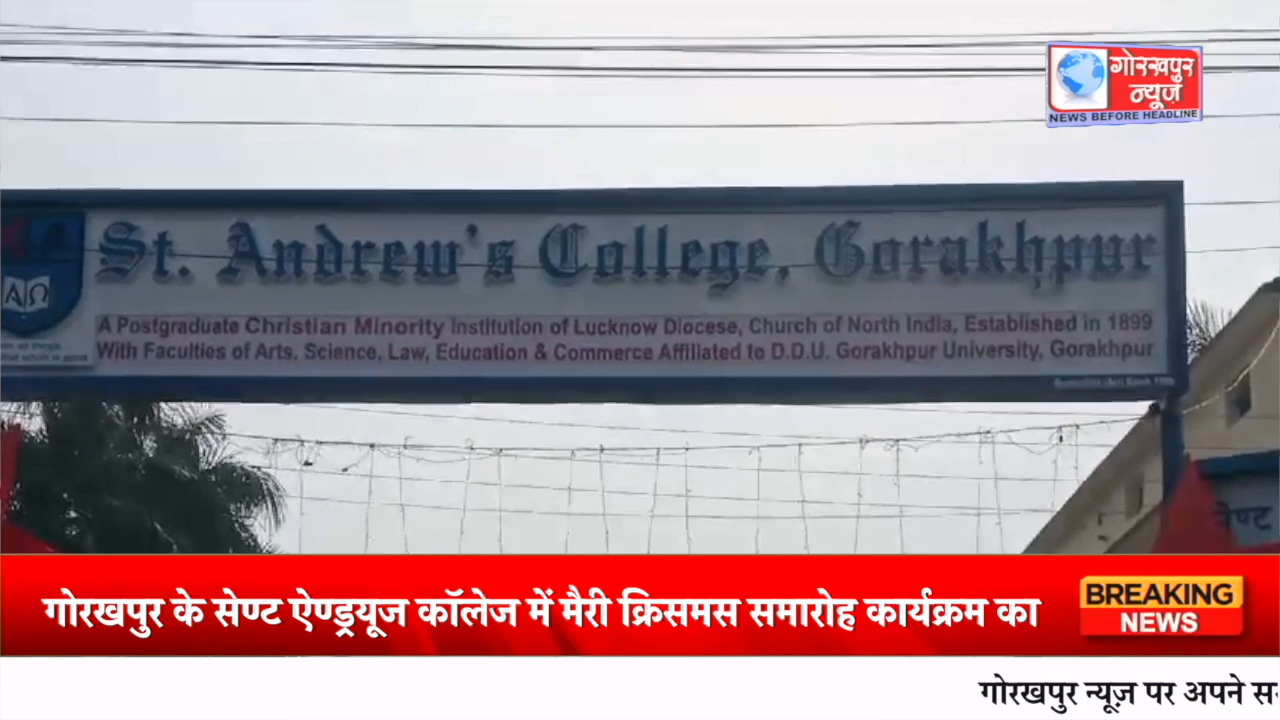 गोरखपुर
न्यूज़
NEWS BEFORE HEADLINE
St. Andrew's College, Gorakhpur
ΑΩ
A Postgraduate Christian Minority Institution of Lucknow Diocese, Church of North India, Established in 1899
With Faculties of Arts, Science, Law, Education & Commerce Affiliated to D.D.U. Gorakhpur University, Gorakhpur
गोरखपुर के सेण्ट ऐण्ड्रयूज कॉलेज में मैरी क्रिसमस समारोह कार्यक्रम का
BREAKING
NEWS
गोरखपुर न्यूज़ पर अपने